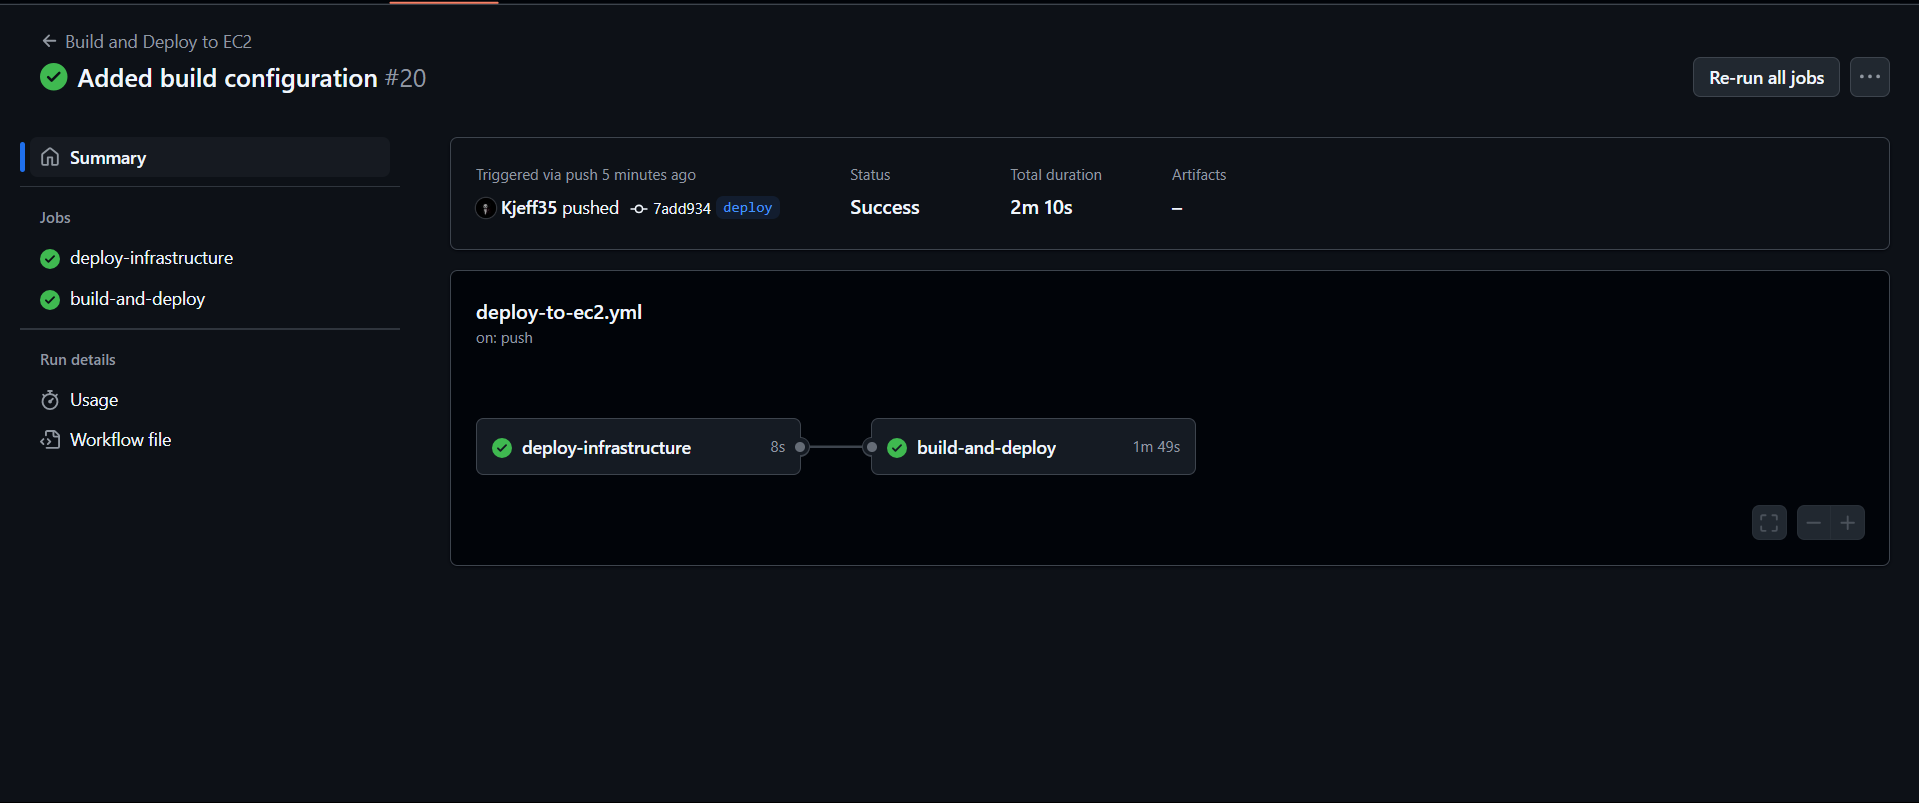 Build and Deploy to EC2
Added build configuration #20
Re-run all jobs
Summary
Jobs
deploy-infrastructure
build-and-deploy
Run details
Usage
Workflow file
Triggered via push 5 minutes ago
Kjeff35 pushed 7add934 deploy
Status
Success
Total duration
2m 10s
Artifacts
–
deploy-to-ec2.yml
on: push
deploy-infrastructure 8s
build-and-deploy 1m 49s